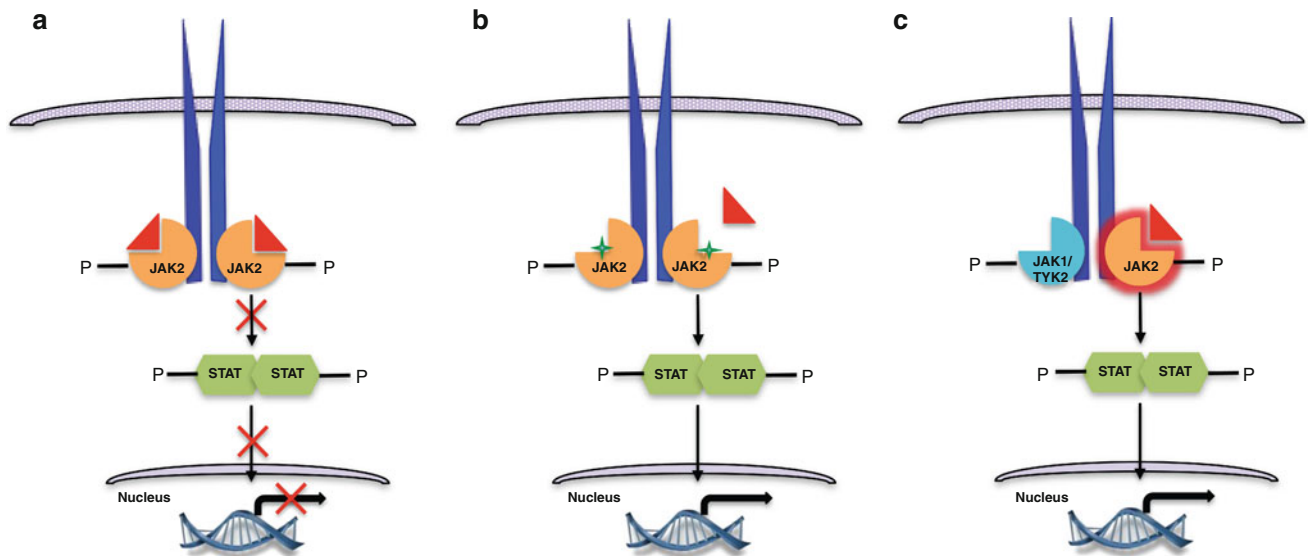 a
P JAK2 JAK2 P
P STAT STAT P
Nucleus
b
JAK2 JAK2
P P
P STAT STAT P
Nucleus
c
P JAK1/
TYK2
JAK2 P
P STAT STAT P
Nucleus